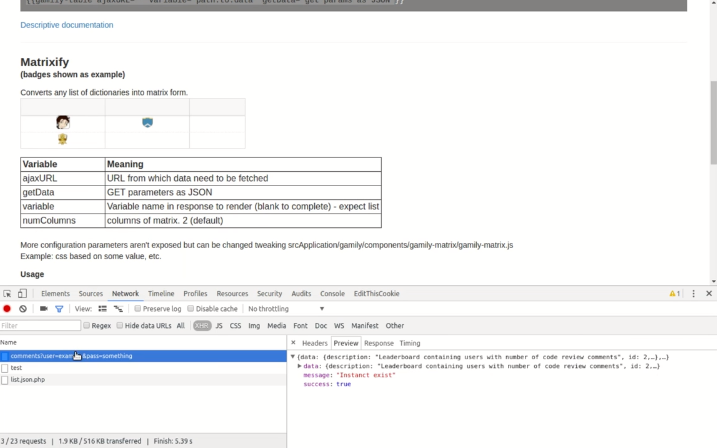 {{gamily-table ajaxURL="" variable="path.to.data" getData="get params as JSON"}}
Descriptive documentation
Matrixify
(badges shown as example)
Converts any list of dictionaries into matrix form.
Variable Meaning
ajaxURL URL from which data need to be fetched
getData GET parameters as JSON
variable Variable name in response to render (blank to complete) - expect list
numColumns columns of matrix. 2 (default)
More configuration parameters aren't exposed but can be changed tweaking srcApplication/gamily/components/gamily-matrix/gamily-matrix.js
Example: css based on some value, etc.
Usage
Elements Sources Network Timeline Profiles Resources Security Audits Console EditThisCookie 1
View: Preserve log Disable cache No throttling
Filter Regex Hide data URLs All XHR JS CSS Img Media Font Doc WS Manifest Other
Name Headers Preview Response Timing
comments?user=exam &pass=something
test
list.json.php
{data: {description: "Leaderboard containing users with number of code review comments", id: 2,…},…}
data: {description: "Leaderboard containing users with number of code review comments", id: 2,…}
message: "Instanct exist"
success: true
3 / 23 requests | 1.9 KB / 516 KB transferred | Finish: 5.39 s